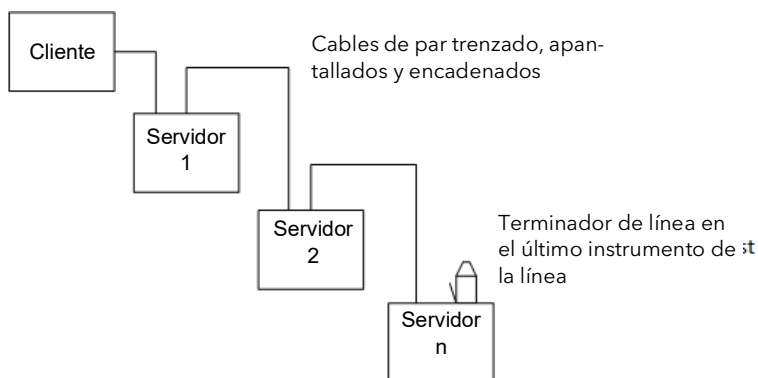 Cliente
Cables de par trenzado, apan-
tallados y encadenados
Servidor
1
Servidor
2
Terminador de línea en
el último instrumento de st
la línea
Servidor
n